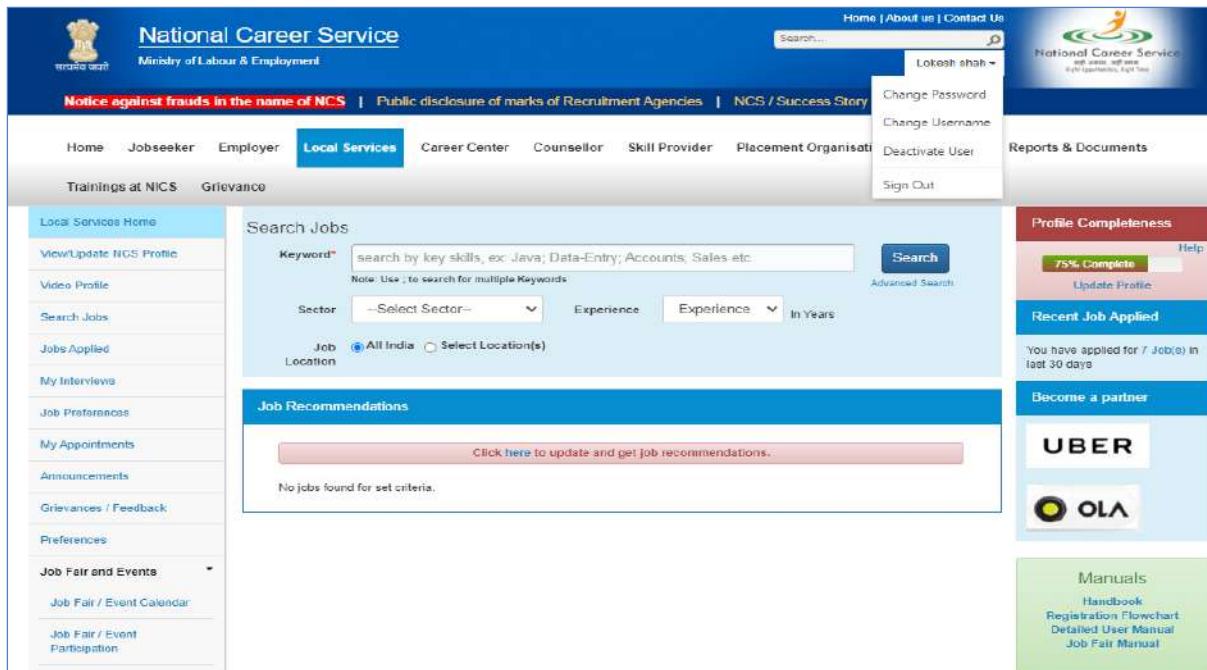 Home | About us | Contact Us
National Career Service
Ministry of Labour & Employment
सत्यमेव जयते
Search...
Lokesh shah
National Career Service
Notice against frauds in the name of NCS | Public disclosure of marks of Recruitment Agencies | NCS / Success Story
Change Password
Change Username
Deactivate User
Sign Out
Home Jobseeker Employer Local Services Career Center Counsellor Skill Provider Placement Organisati Reports & Documents
Trainings at NICS Grievance
Local Services Home
View/Update NCS Profile
Video Profile
Search Jobs
Jobs Applied
My Interviews
Job Preferences
My Appointments
Announcements
Grievances / Feedback
Preferences
Job Fair and Events
Job Fair / Event Calendar
Job Fair / Event
Participation
Search Jobs
Keyword* search by key skills, ex: Java; Data-Entry; Accounts; Sales etc Search
Note: Use ; to search for multiple Keywords Advanced Search
Sector --Select Sector-- Experience Experience In Years
Job Location All India Select Location(s)
Job Recommendations
Click here to update and get job recommendations.
No jobs found for set criteria.
Profile Completeness
Help
75% Complete
Update Profile
Recent Job Applied
You have applied for 7 Job(s) in
last 30 days
Become a partner
UBER
OLA
Manuals
Handbook
Registration Flowchart
Detailed User Manual
Job Fair Manual